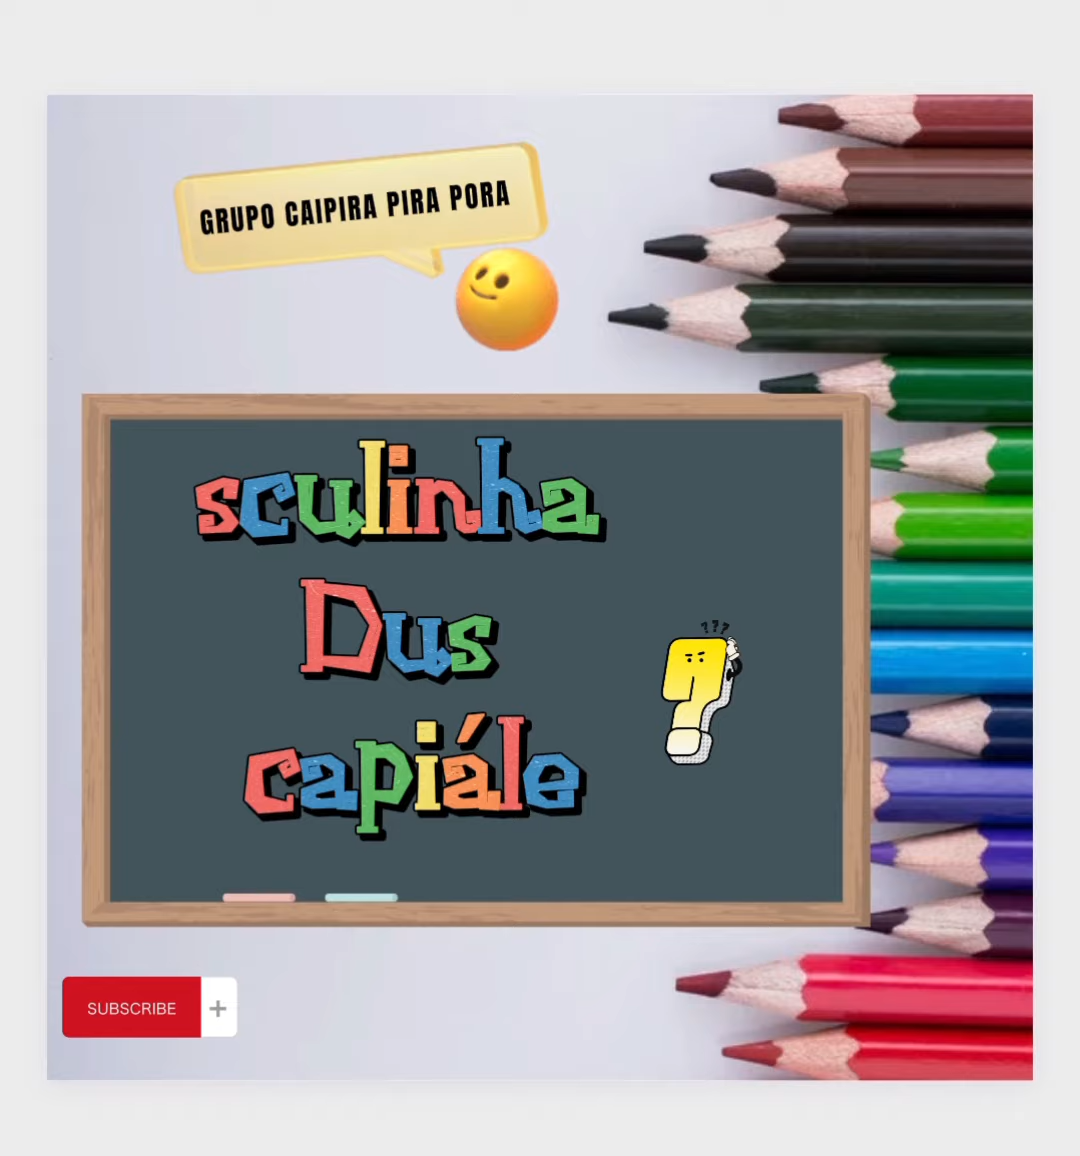 GRUPO CAIPIRA PIRA PORA
sculinha
Dus
capiále
???
SUBSCRIBE +